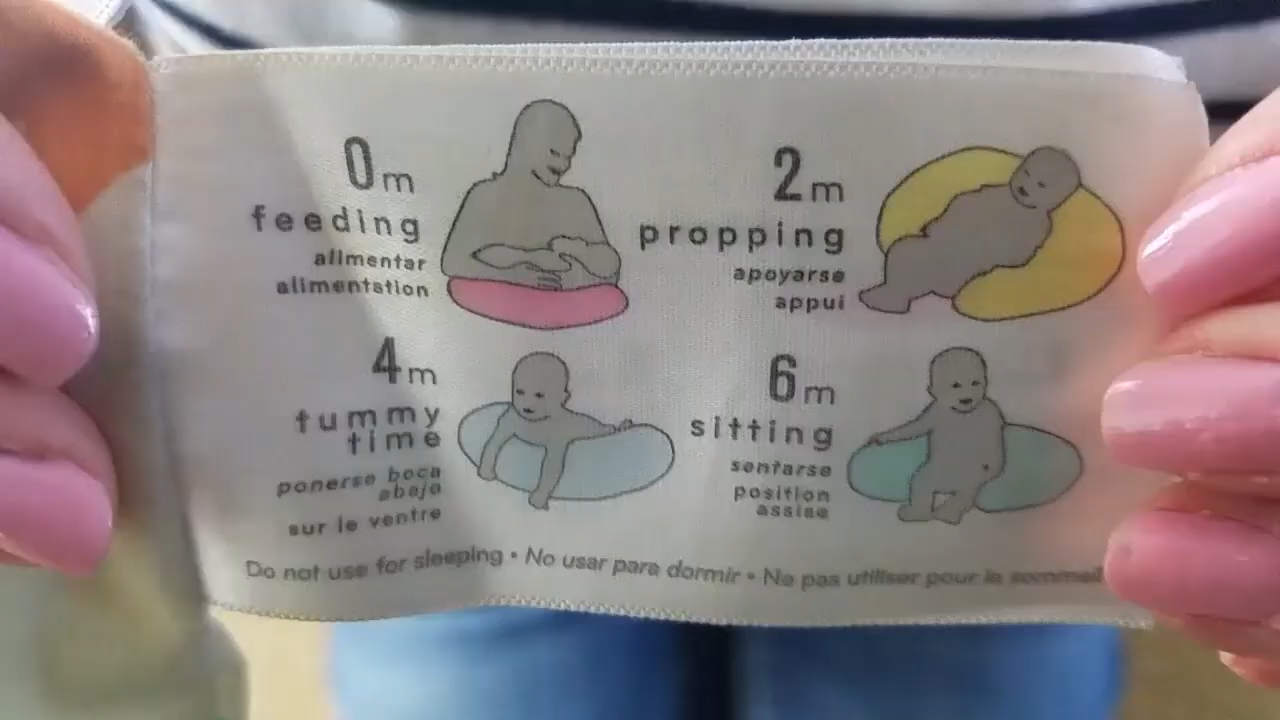 0m
feeding
alimentar
alimentation
2m
propping
apoyarse
appui
4m
tummy
time
ponerse boca
abajo
sur le ventre
6m
sitting
sentarse
position
assise
Do not use for sleeping • No usar para dormir • Ne pas utiliser pour le sommeil